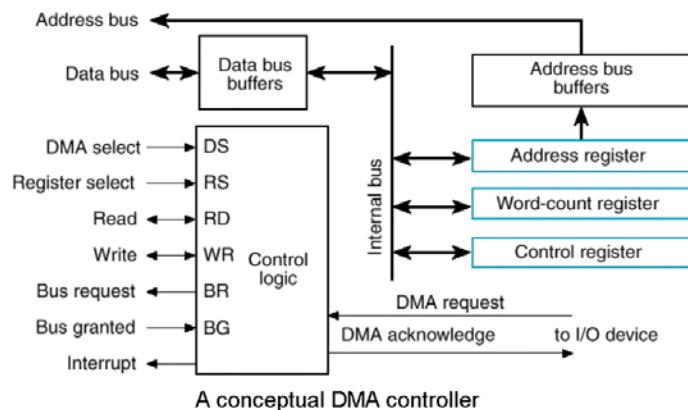 Address bus
Data bus
Data bus
buffers
Address bus
buffers
DMA select
DS
Register select
RS
Read
RD
Write
WR
Bus request
BR
Bus granted
BG
Interrupt
Control
logic
Internal bus
Address register
Word-count register
Control register
DMA request
DMA acknowledge
to I/O device
A conceptual DMA controller